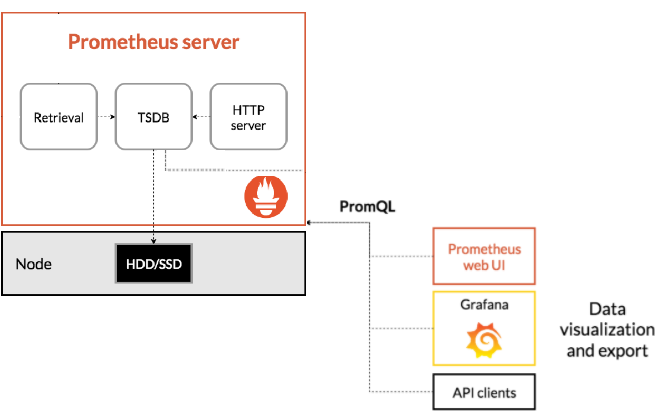 Prometheus server
Retrieval
TSDB
HTTP
server
PromQL
Node
HDD/SSD
Prometheus
web UI
Grafana
API clients
Data
visualization
and export